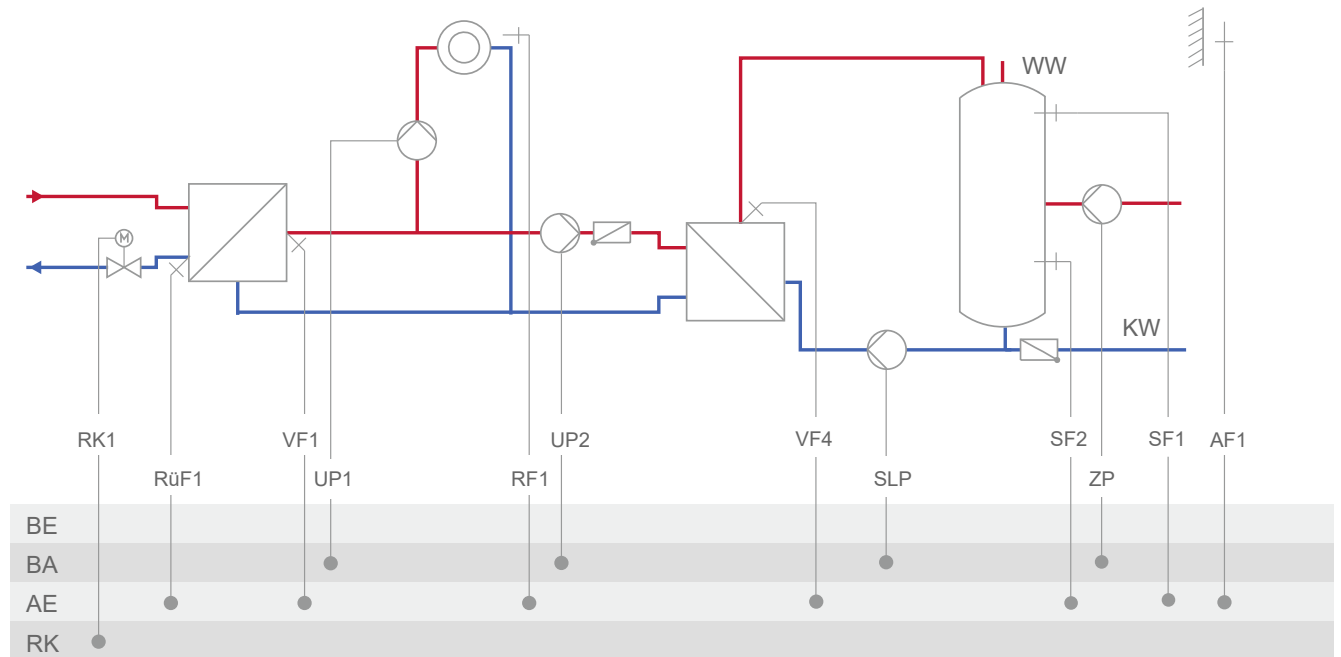 WW
M
KW
RK1 VF1 UP2 VF4 SF2 SF1 AF1
RüF1 UP1 RF1 SLP ZP
BE
BA
AE
RK